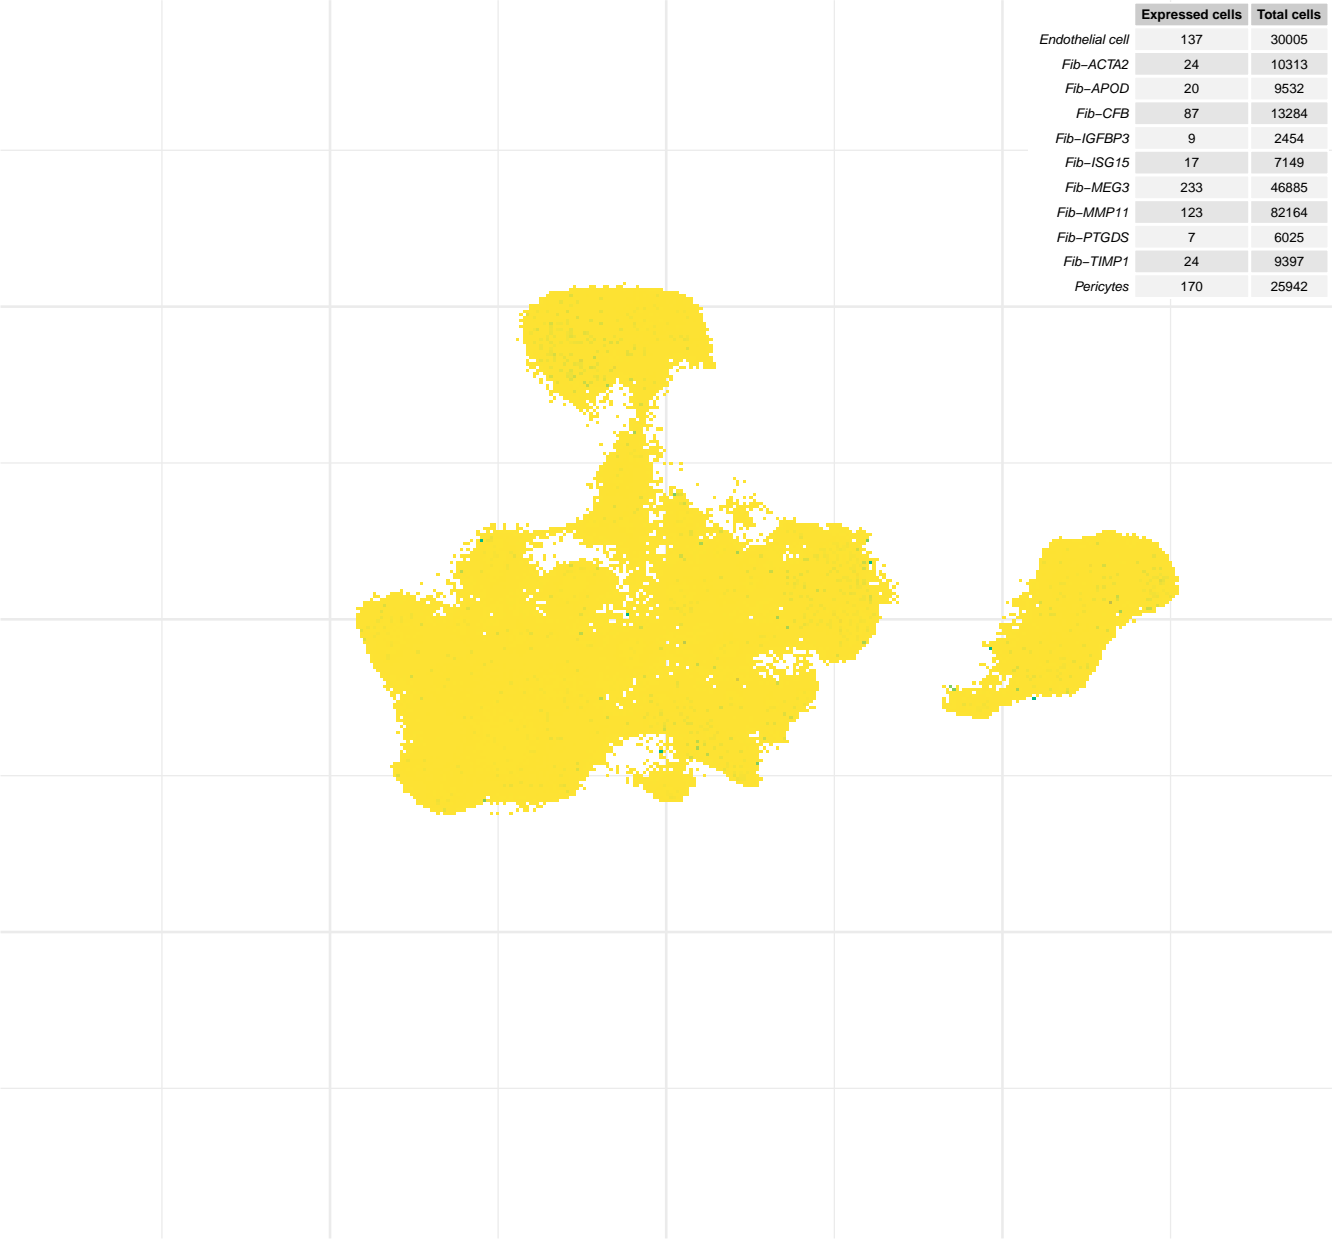 Expressed cells Total cells
Endothelial cell 137 30005
Fib−ACTA2 24 10313
Fib−APOD 20 9532
Fib−CFB 87 13284
Fib−IGFBP3 9 2454
Fib−ISG15 17 7149
Fib−MEG3 233 46885
Fib−MMP11 123 82164
Fib−PTGDS 7 6025
Fib−TIMP1 24 9397
Pericytes 170 25942